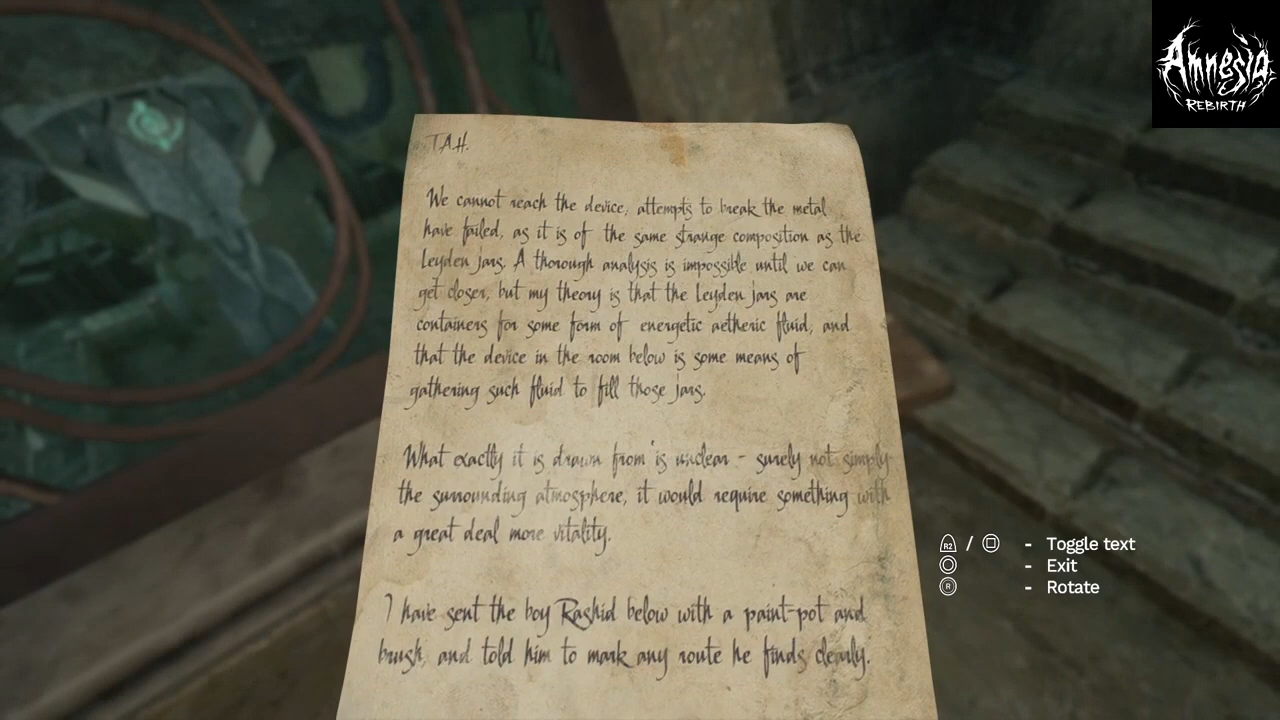 Amnesia
REBIRTH
T.A.H.
We cannot reach the device, attempts to break the metal
have failed, as it is of the same strange composition as the
Leyden jars. A thorough analysis is impossible until we can
get closer, but my theory is that the Leyden jars are
containers for some form of energetic aetheric fluid, and
that the device in the room below is some means of
gathering such fluid to fill those jars.
What exactly it is drawn from is unclear - surely not simply
the surrounding atmosphere, it would require something with
a great deal more vitality.
I have sent the boy Rashid below with a paint-pot and
brush, and told him to mark any route he finds clearly.
R2 / - Toggle text
- Exit
R - Rotate